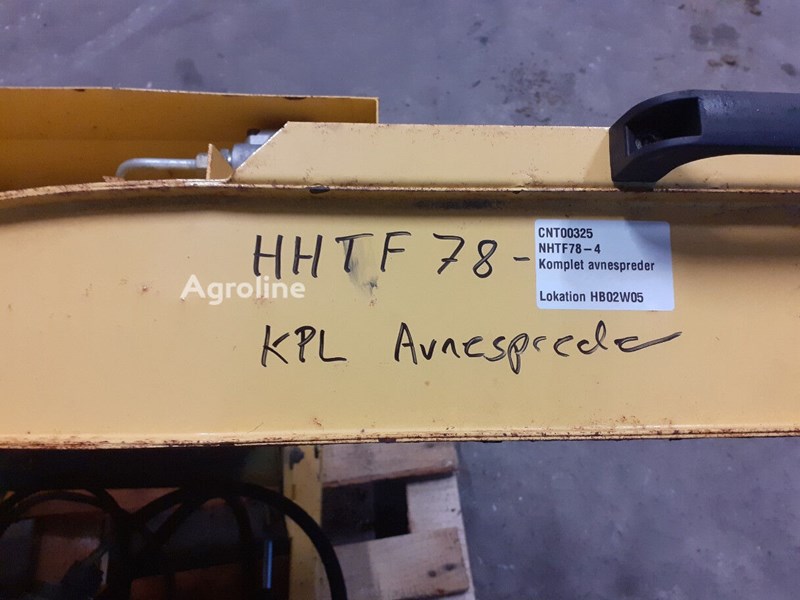 HHTF 78-
CNT00325
NHTF78-4
Komplet avnespreder
Lokation HB02W05
Agroline
KPL Avnespreder